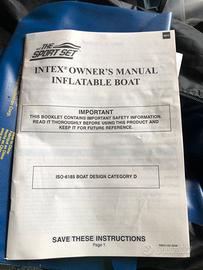 THE
SPORT SET
INTEX® OWNER'S MANUAL
INFLATABLE BOAT
IMPORTANT
THIS BOOKLET CONTAINS IMPORTANT SAFETY INFORMATION.
READ IT THOROUGHLY BEFORE USING THIS PRODUCT AND
KEEP IT FOR FUTURE REFERENCE.
ISO-6185 BOAT DESIGN CATEGORY D
SAVE THESE INSTRUCTIONS
Page 1